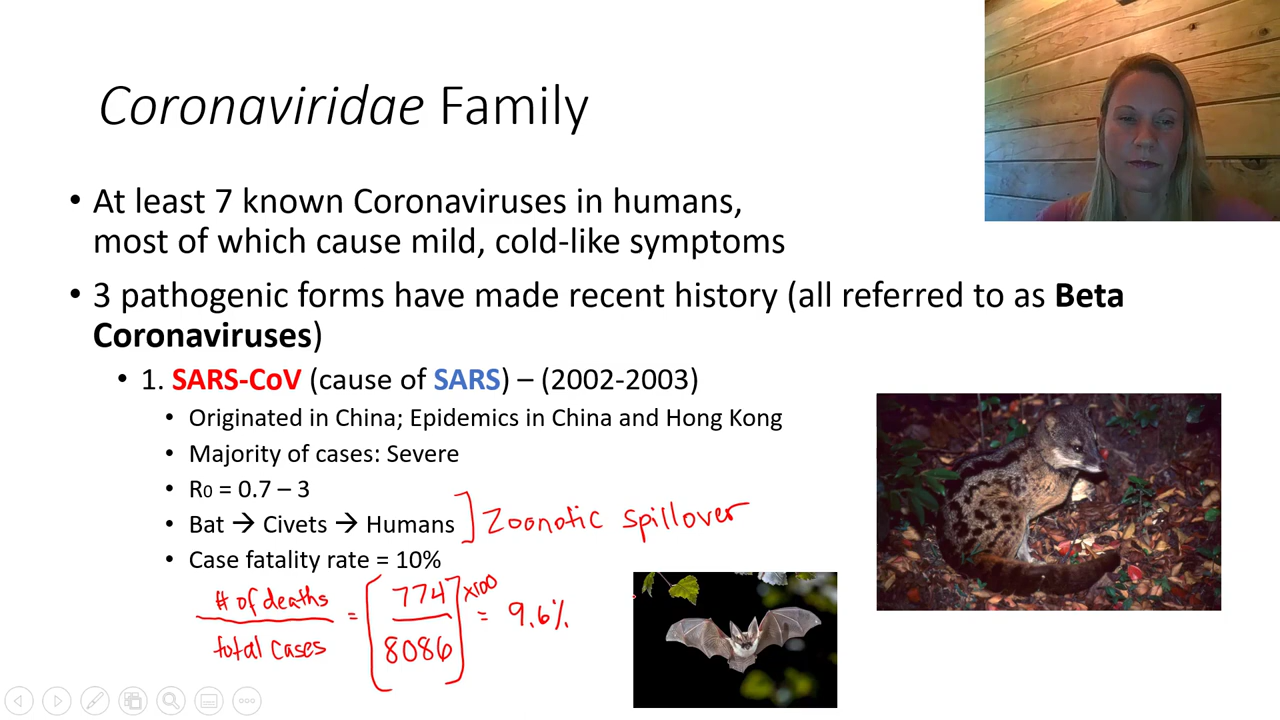 Coronaviridae Family
• At least 7 known Coronaviruses in humans,
most of which cause mild, cold-like symptoms
• 3 pathogenic forms have made recent history (all referred to as Beta
Coronaviruses)
• 1. SARS-CoV (cause of SARS) – (2002-2003)
• Originated in China; Epidemics in China and Hong Kong
• Majority of cases: Severe
• R0 = 0.7 – 3
• Bat → Civets → Humans ] Zoonotic spillover
• Case fatality rate = 10%
# of deaths / total cases = [ 774 / 8086 ] x100 = 9.6%